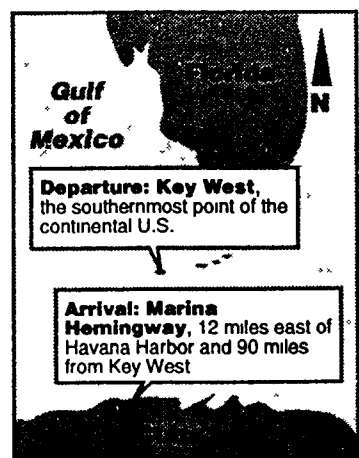 Florida
Gulf
of
Mexico
N
Departure: Key West,
the southernmost point of the
continental U.S.
Arrival: Marina
Hemingway, 12 miles east of
Havana Harbor and 90 miles
from Key West